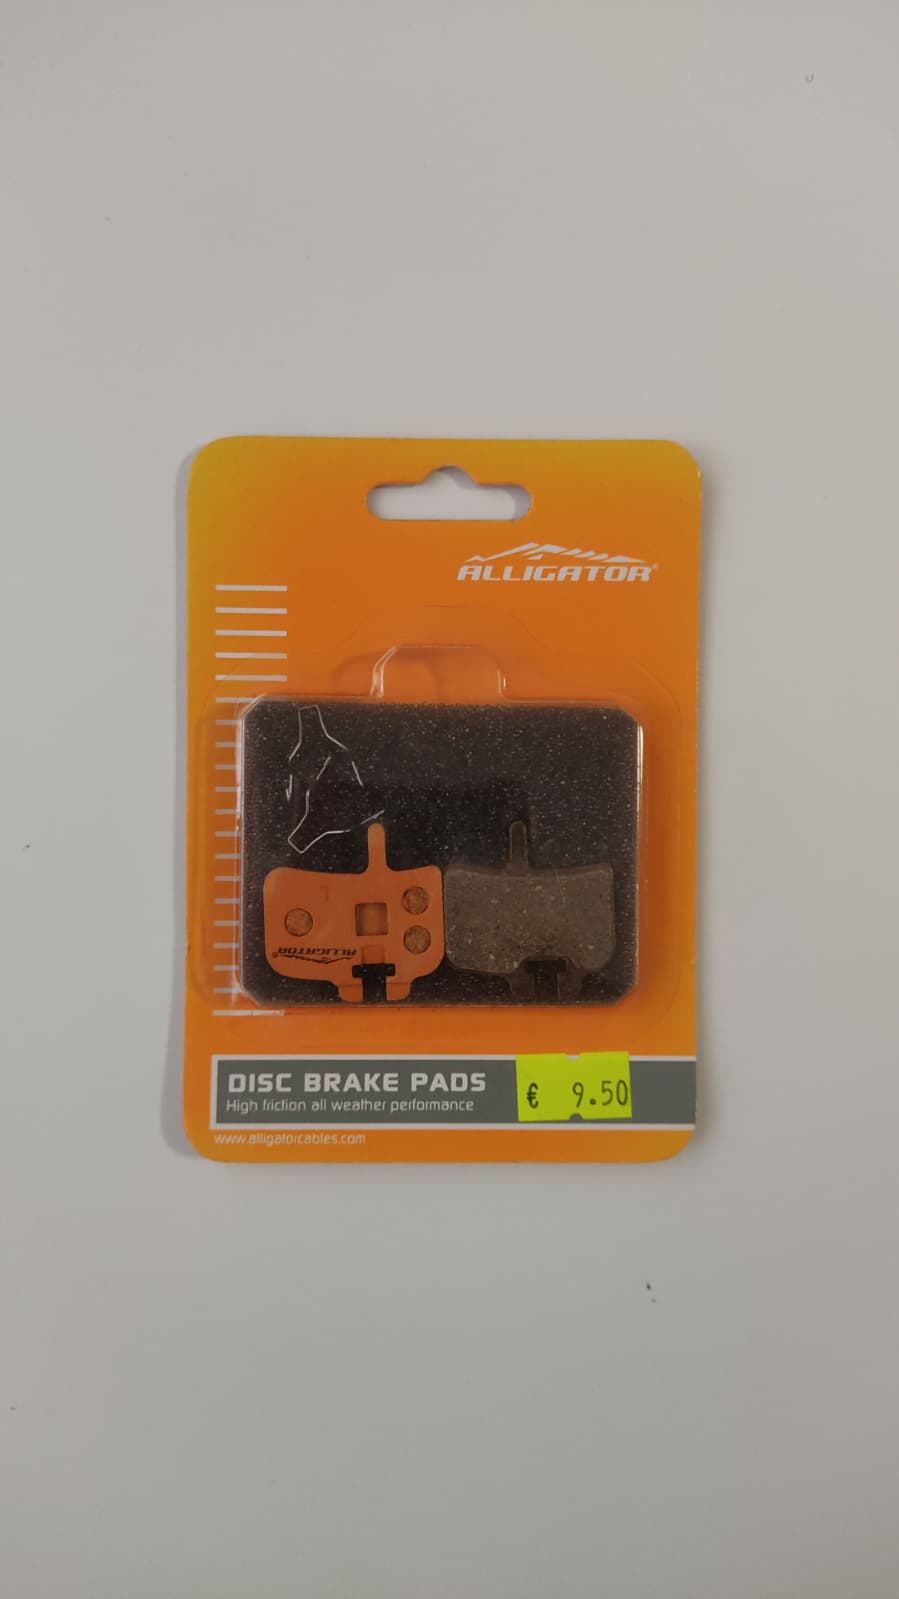 ALLIGATOR®
ALLIGATOR®
DISC BRAKE PADS
High friction all weather performance
€ 9.50
www.alligatorcables.com